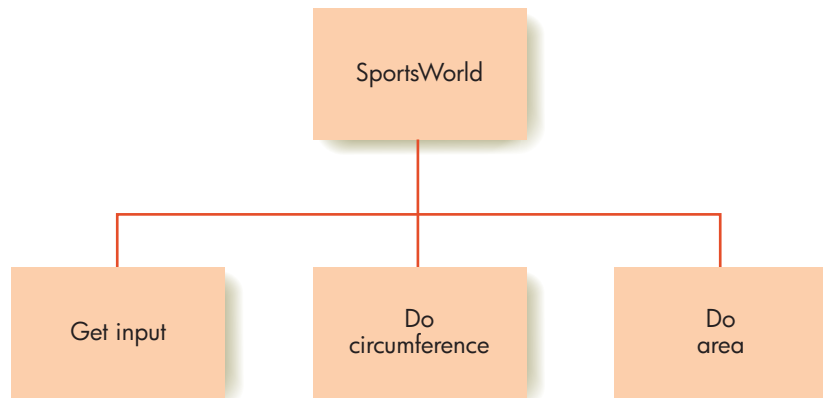 SportsWorld
Get input
Do
circumference
Do
area